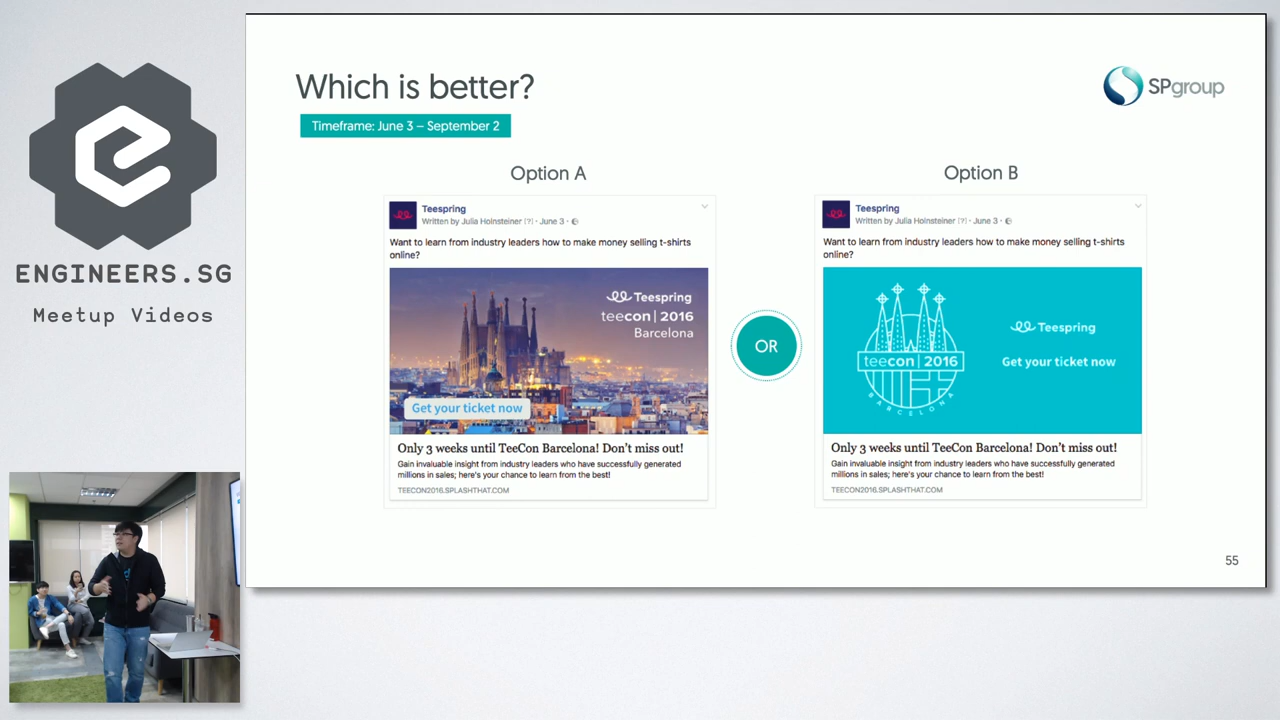 ENGINEERS.SG
Meetup Videos
Which is better?
SPgroup
Timeframe: June 3 – September 2
Option A
Teespring
Written by Julia Holnsteiner [?] · June 3 ·
Want to learn from industry leaders how to make money selling t-shirts
online?
Teespring
teecon | 2016
Barcelona
Get your ticket now
Only 3 weeks until TeeCon Barcelona! Don't miss out!
Gain invaluable insight from industry leaders who have successfully generated
millions in sales; here's your chance to learn from the best!
TEECON2016.SPLASHTHAT.COM
OR
Option B
Teespring
Written by Julia Holnsteiner [?] · June 3 ·
Want to learn from industry leaders how to make money selling t-shirts
online?
teecon | 2016
BARCELONA
Teespring
Get your ticket now
Only 3 weeks until TeeCon Barcelona! Don't miss out!
Gain invaluable insight from industry leaders who have successfully generated
millions in sales; here's your chance to learn from the best!
TEECON2016.SPLASHTHAT.COM
55